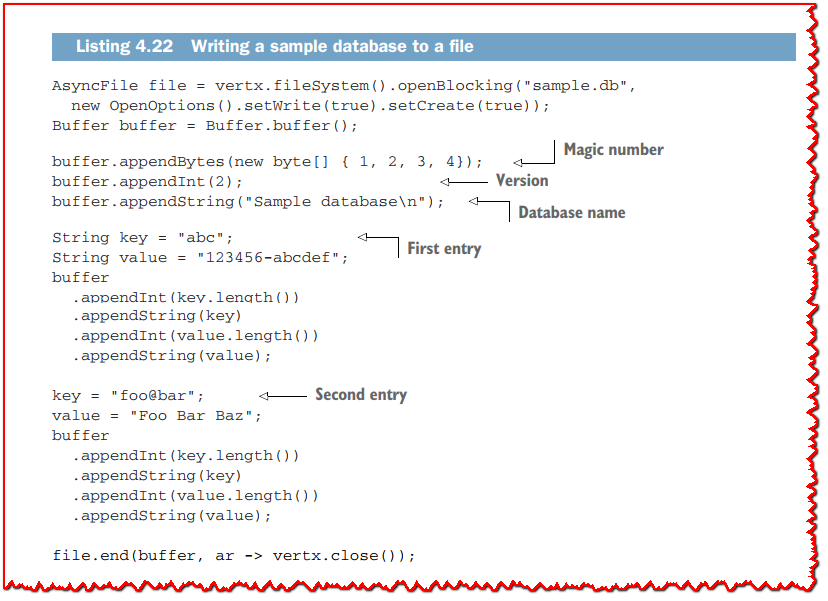 Listing 4.22 Writing a sample database to a file
AsyncFile file = vertx.fileSystem().openBlocking("sample.db",
new OpenOptions().setWrite(true).setCreate(true));
Buffer buffer = Buffer.buffer();
buffer.appendBytes(new byte[] { 1, 2, 3, 4}); Magic number
buffer.appendInt(2); Version
buffer.appendString("Sample database\n"); Database name
String key = "abc"; First entry
String value = "123456-abcdef";
buffer
.appendInt(key.length())
.appendString(key)
.appendInt(value.length())
.appendString(value);
key = "foo@bar"; Second entry
value = "Foo Bar Baz";
buffer
.appendInt(key.length())
.appendString(key)
.appendInt(value.length())
.appendString(value);
file.end(buffer, ar -> vertx.close());